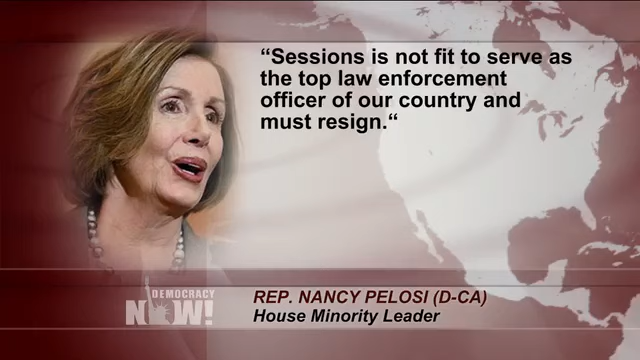 “Sessions is not fit to serve as
the top law enforcement
officer of our country and
must resign.“
DEMOCRACY
NOW!
REP. NANCY PELOSI (D-CA)
House Minority Leader